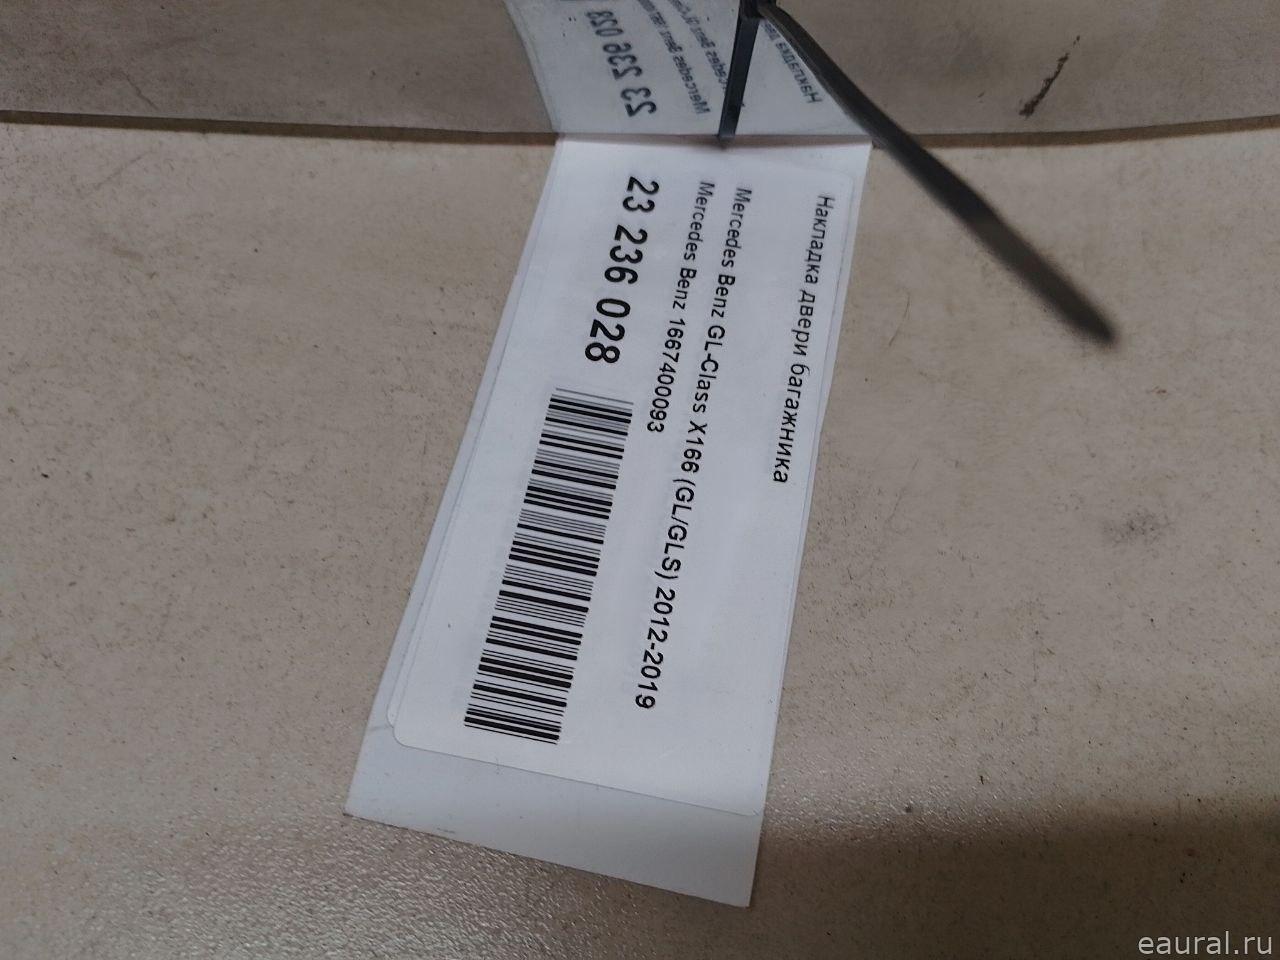 Накладка двери багажника
Mercedes Benz GL-Class X166 (GL/GLS) 2012-2019
Mercedes Benz 1667400093
23 236 028
eaural.ru